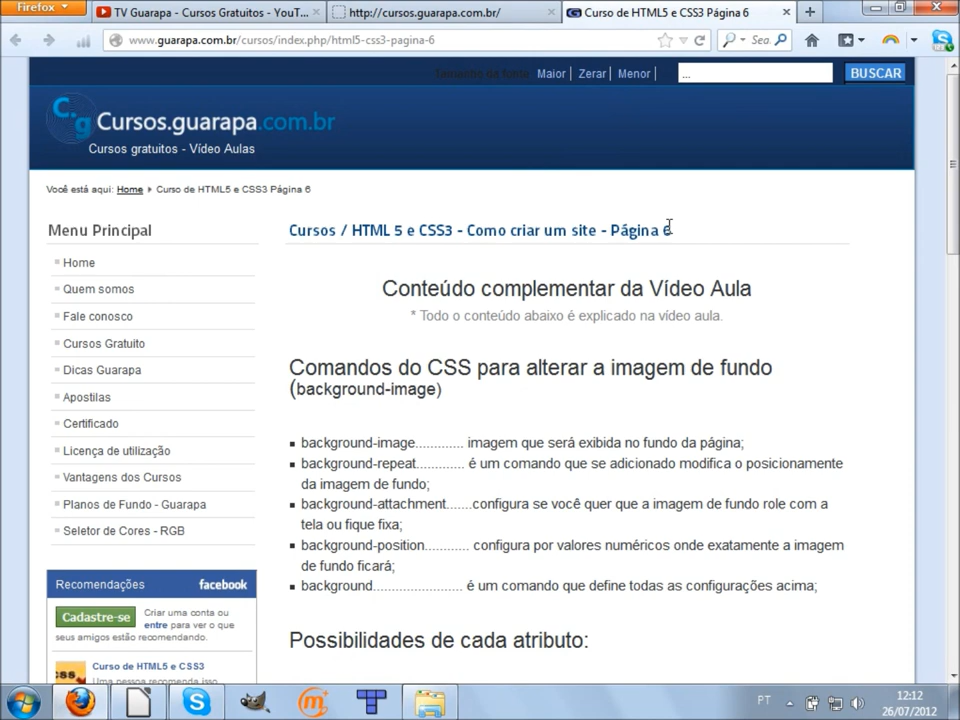 Firefox
TV Guarapa - Cursos Gratuitos - YouT...
http://cursos.guarapa.com.br/
Curso de HTML5 e CSS3 Página 6
www.guarapa.com.br/cursos/index.php/html5-css3-pagina-6
Sea
Tamanho da fonte Maior | Zerar | Menor |
...
BUSCAR
C.g Cursos.guarapa.com.br
Cursos gratuitos - Vídeo Aulas
Você está aqui: Home Curso de HTML5 e CSS3 Página 6
Menu Principal
Home
Quem somos
Fale conosco
Cursos Gratuito
Dicas Guarapa
Apostilas
Certificado
Licença de utilização
Vantagens dos Cursos
Planos de Fundo - Guarapa
Seletor de Cores - RGB
Recomendações facebook
Cadastre-se
Criar uma conta ou
entre para ver o que
seus amigos estão recomendando.
CSS
Curso de HTML5 e CSS3
Uma pessoa recomenda isso
Cursos / HTML 5 e CSS3 - Como criar um site - Página 6
Conteúdo complementar da Vídeo Aula
* Todo o conteúdo abaixo é explicado na vídeo aula.
Comandos do CSS para alterar a imagem de fundo
(background-image)
background-image............. imagem que será exibida no fundo da página;
background-repeat............. é um comando que se adicionado modifica o posicionamente
da imagem de fundo;
background-attachment.......configura se você quer que a imagem de fundo role com a
tela ou fique fixa;
background-position............ configura por valores numéricos onde exatamente a imagem
de fundo ficará;
background........................ é um comando que define todas as configurações acima;
Possibilidades de cada atributo:
PT
12:12
26/07/2012